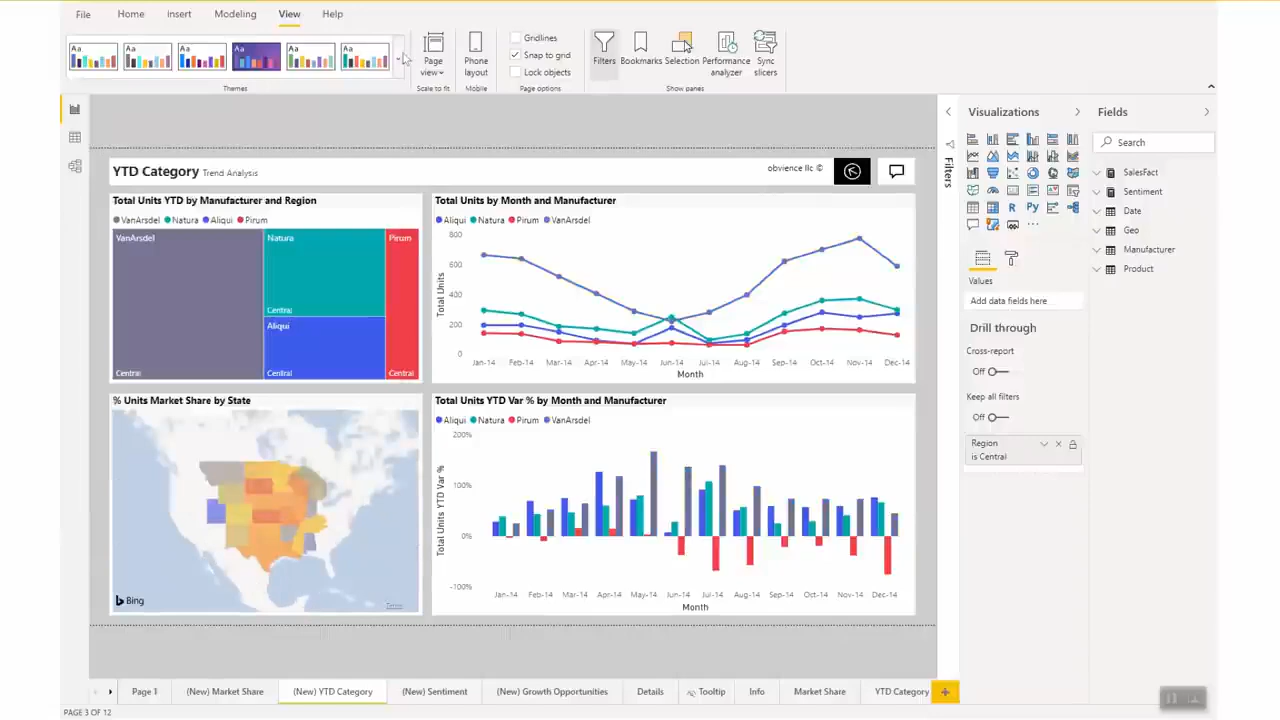 File Home Insert Modeling View Help
Aa Aa Aa Aa Aa Aa
Page view
Phone layout
Gridlines
Snap to grid
Lock objects
Filters
Bookmarks
Selection
Performance analyzer
Sync slicers
Themes Scale to fit Mobile Page options Show panes
YTD Category Trend Analysis
obvience llc ©
Total Units YTD by Manufacturer and Region
VanArsdel Natura Aliqui Pirum
VanArsdel
Central
Natura
Central
Aliqui
Central
Pirum
Central
Total Units by Month and Manufacturer
Aliqui Natura Pirum VanArsdel
Total Units
800
600
400
200
0
Jan-14 Feb-14 Mar-14 Apr-14 May-14 Jun-14 Jul-14 Aug-14 Sep-14 Oct-14 Nov-14 Dec-14
Month
% Units Market Share by State
Bing
Terms
Total Units YTD Var % by Month and Manufacturer
Aliqui Natura Pirum VanArsdel
Total Units YTD Var %
200%
100%
0%
-100%
Jan-14 Feb-14 Mar-14 Apr-14 May-14 Jun-14 Jul-14 Aug-14 Sep-14 Oct-14 Nov-14 Dec-14
Month
Filters
Visualizations
R Py
Values
Add data fields here
Drill through
Cross-report
Off
Keep all filters
Off
Region
is Central
Fields
Search
SalesFact
Sentiment
Date
Geo
Manufacturer
Product
Page 1 (New) Market Share (New) YTD Category (New) Sentiment (New) Growth Opportunities Details Tooltip Info Market Share YTD Category +
PAGE 3 OF 12